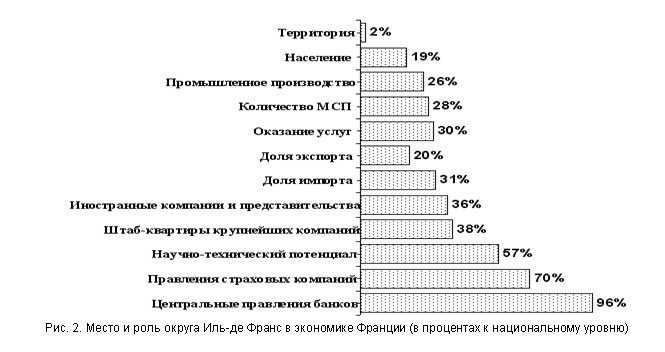 Территория 2%
Население 19%
Промышленное производство 26%
Количество МСП 28%
Оказание услуг 30%
Доля экспорта 20%
Доля импорта 31%
Иностранные компании и представительства 36%
Штаб-квартиры крупнейших компаний 38%
Научно-технический потенциал 57%
Правления страховых компаний 70%
Центральные правления банков 96%
Рис. 2. Место и роль округа Иль-де Франс в экономике Франции (в процентах к национальному уровню)